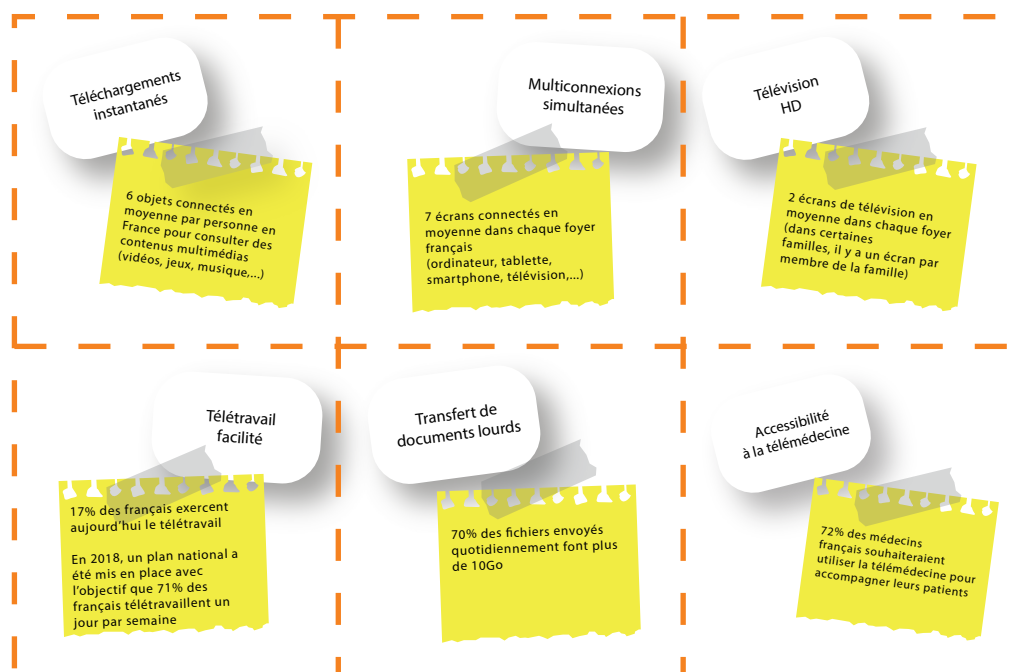 Téléchargements
instantanés
6 objets connectés en
moyenne par personne en
France pour consulter des
contenus multimédias
(vidéos, jeux, musique,...)
Multiconnexions
simultanées
7 écrans connectés en
moyenne dans chaque foyer
français
(ordinateur, tablette,
smartphone, télévision,...)
Télévision
HD
2 écrans de télévision en
moyenne dans chaque foyer
(dans certaines
familles, il y a un écran par
membre de la famille)
Télétravail
facilité
17% des français exercent
aujourd’hui le télétravail
En 2018, un plan national a
été mis en place avec
l’objectif que 71% des
français télétravaillent un
jour par semaine
Transfert de
documents lourds
70% des fichiers envoyés
quotidiennement font plus
de 10Go
Accessibilité
à la télémédecine
72% des médecins
français souhaiteraient
utiliser la télémédecine pour
accompagner leurs patients